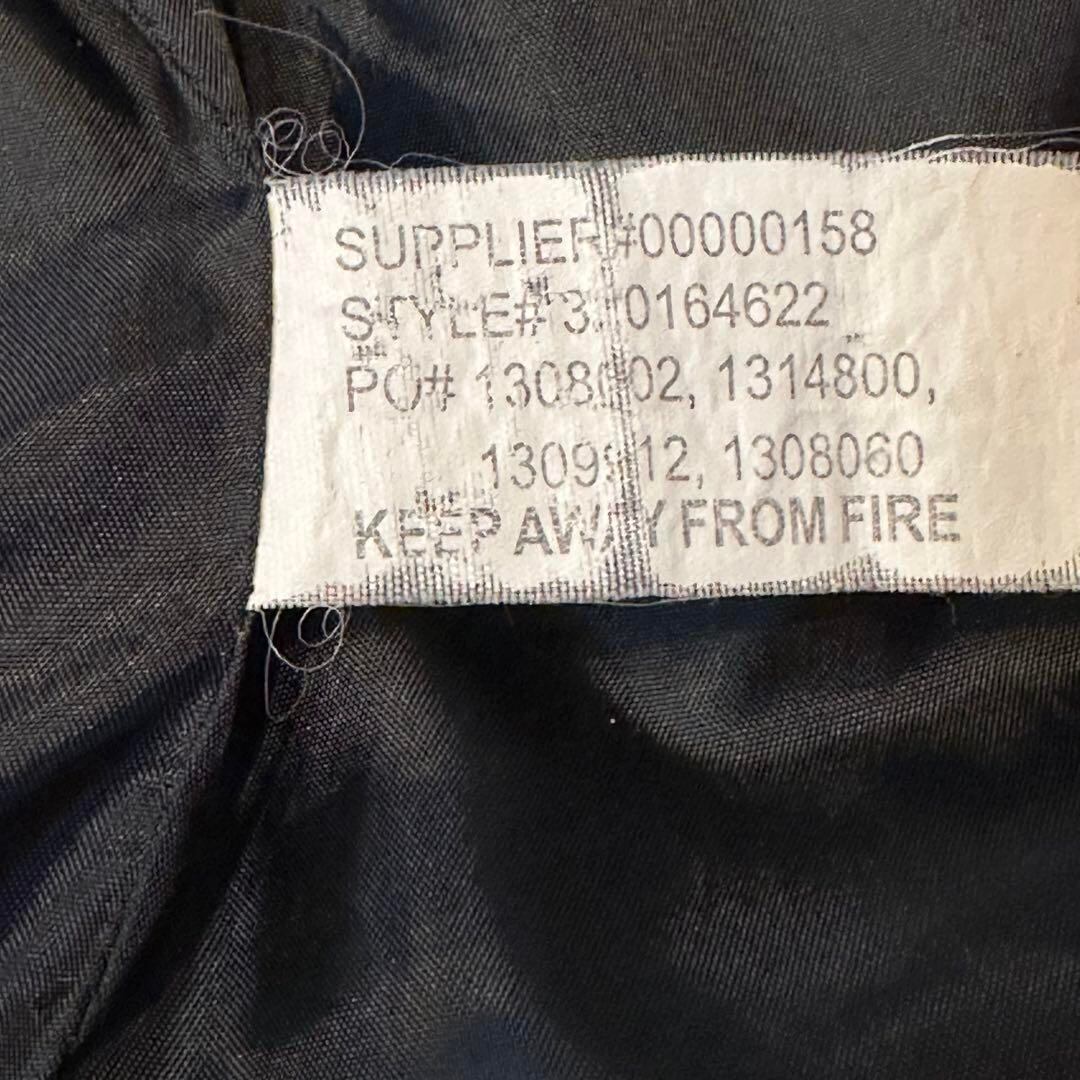 SUPPLIER #00000158
STYLE#
PO# 1314800,
1308060
KEEP AWAY FROM FIRE